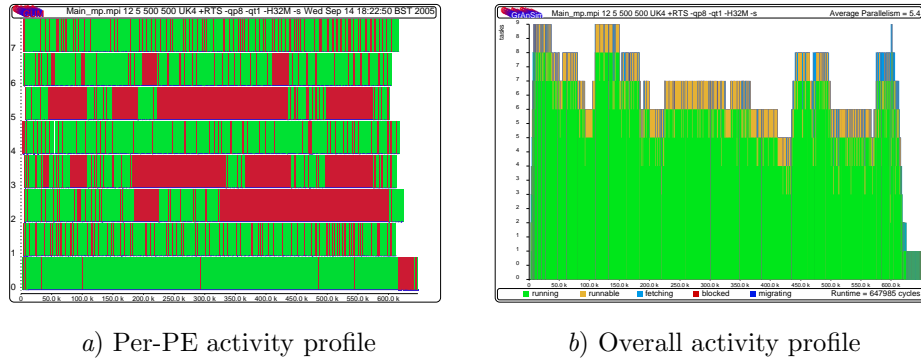 GrAnSim Main_mp.mpi 12 5 500 500 UK4 +RTS -qp8 -qt1 -H32M -s Wed Sep 14 18:22:50 BST 2005
7
6
5
4
3
2
1
0
0 50.0 k 100.0 k 150.0 k 200.0 k 250.0 k 300.0 k 350.0 k 400.0 k 450.0 k 500.0 k 550.0 k 600.0 k
a) Per-PE activity profile
GrAnSim Main_mp.mpi 12 5 500 500 UK4 +RTS -qp8 -qt1 -H32M -s Average Parallelism = 5.4
tasks
9
8
7
6
5
4
3
2
1
0
0 50.0 k 100.0 k 150.0 k 200.0 k 250.0 k 300.0 k 350.0 k 400.0 k 450.0 k 500.0 k 550.0 k 600.0 k
running runnable fetching blocked migrating Runtime = 647985 cycles
b) Overall activity profile